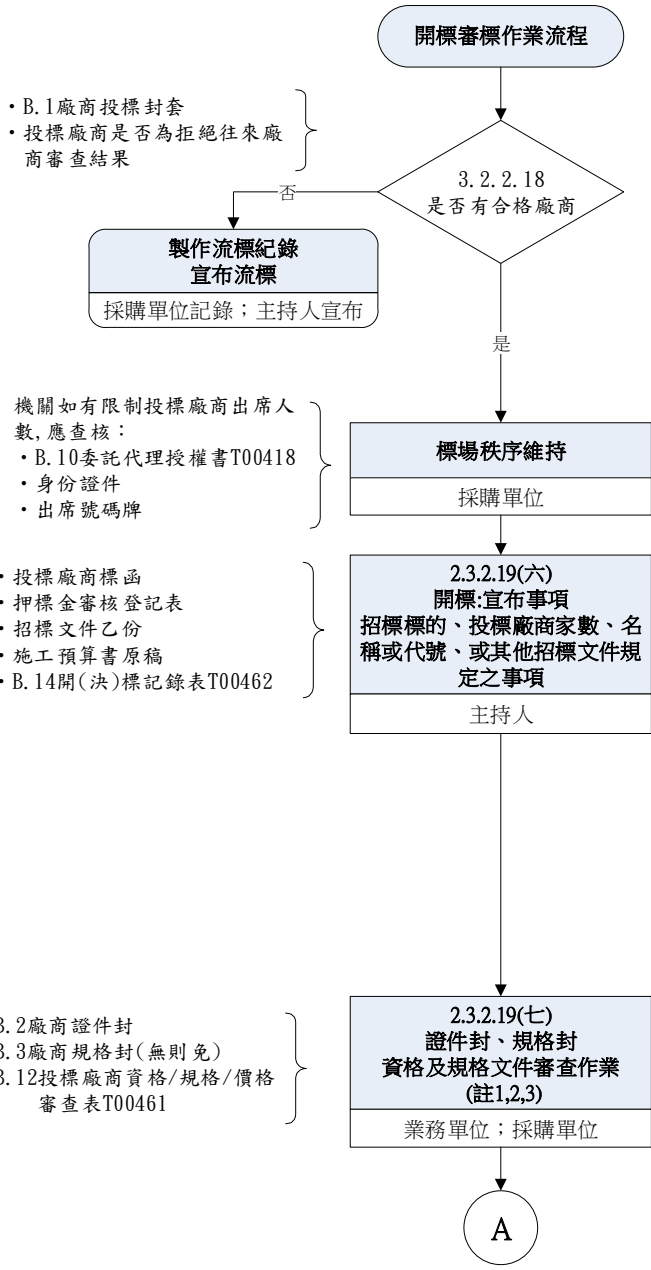 開標審標作業流程
・B.1廠商投標封套
・投標廠商是否為拒絕往來廠
商審查結果
3.2.2.18
是否有合格廠商
否
製作流標紀錄
宣布流標
採購單位記錄；主持人宣布
是
機關如有限制投標廠商出席人
數,應查核：
・B.10委託代理授權書T00418
・身份證件
・出席號碼牌
標場秩序維持
採購單位
・投標廠商標函
・押標金審核登記表
・招標文件乙份
・施工預算書原稿
・B.14開(決)標記錄表T00462
2.3.2.19(六)
開標:宣布事項
招標標的、投標廠商家數、名
稱或代號、或其他招標文件規
定之事項
主持人
3.2廠商證件封
3.3廠商規格封(無則免)
3.12投標廠商資格/規格/價格
審查表T00461
2.3.2.19(七)
證件封、規格封
資格及規格文件審查作業
(註1,2,3)
業務單位；採購單位
A